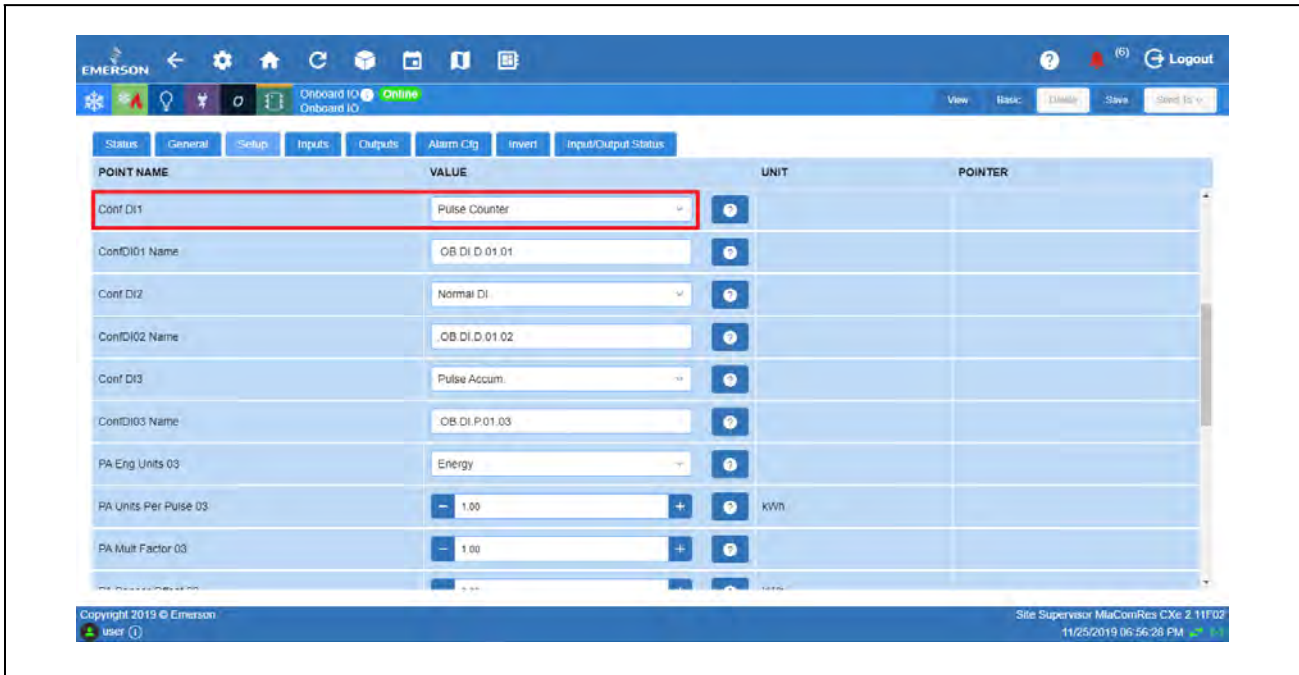 EMERSON
(6) Logout
Onboard IO Online
Onboard IO
View Basic Delete Save Send To
Status General Setup Inputs Outputs Alarm Cfg Invert Input/Output Status
POINT NAME VALUE UNIT POINTER
Conf DI1 Pulse Counter
ConfDI01 Name OB.DI.D.01.01
Conf DI2 Normal DI
ConfDI02 Name OB.DI.D.01.02
Conf DI3 Pulse Accum.
ConfDI03 Name OB.DI.P.01.03
PA Eng Units 03 Energy
PA Units Per Pulse 03 1.00 kWh
PA Mult Factor 03 1.00
Copyright 2019 © Emerson Site Supervisor MlaComRes CXe 2.11F02
user 11/25/2019 06:56:28 PM